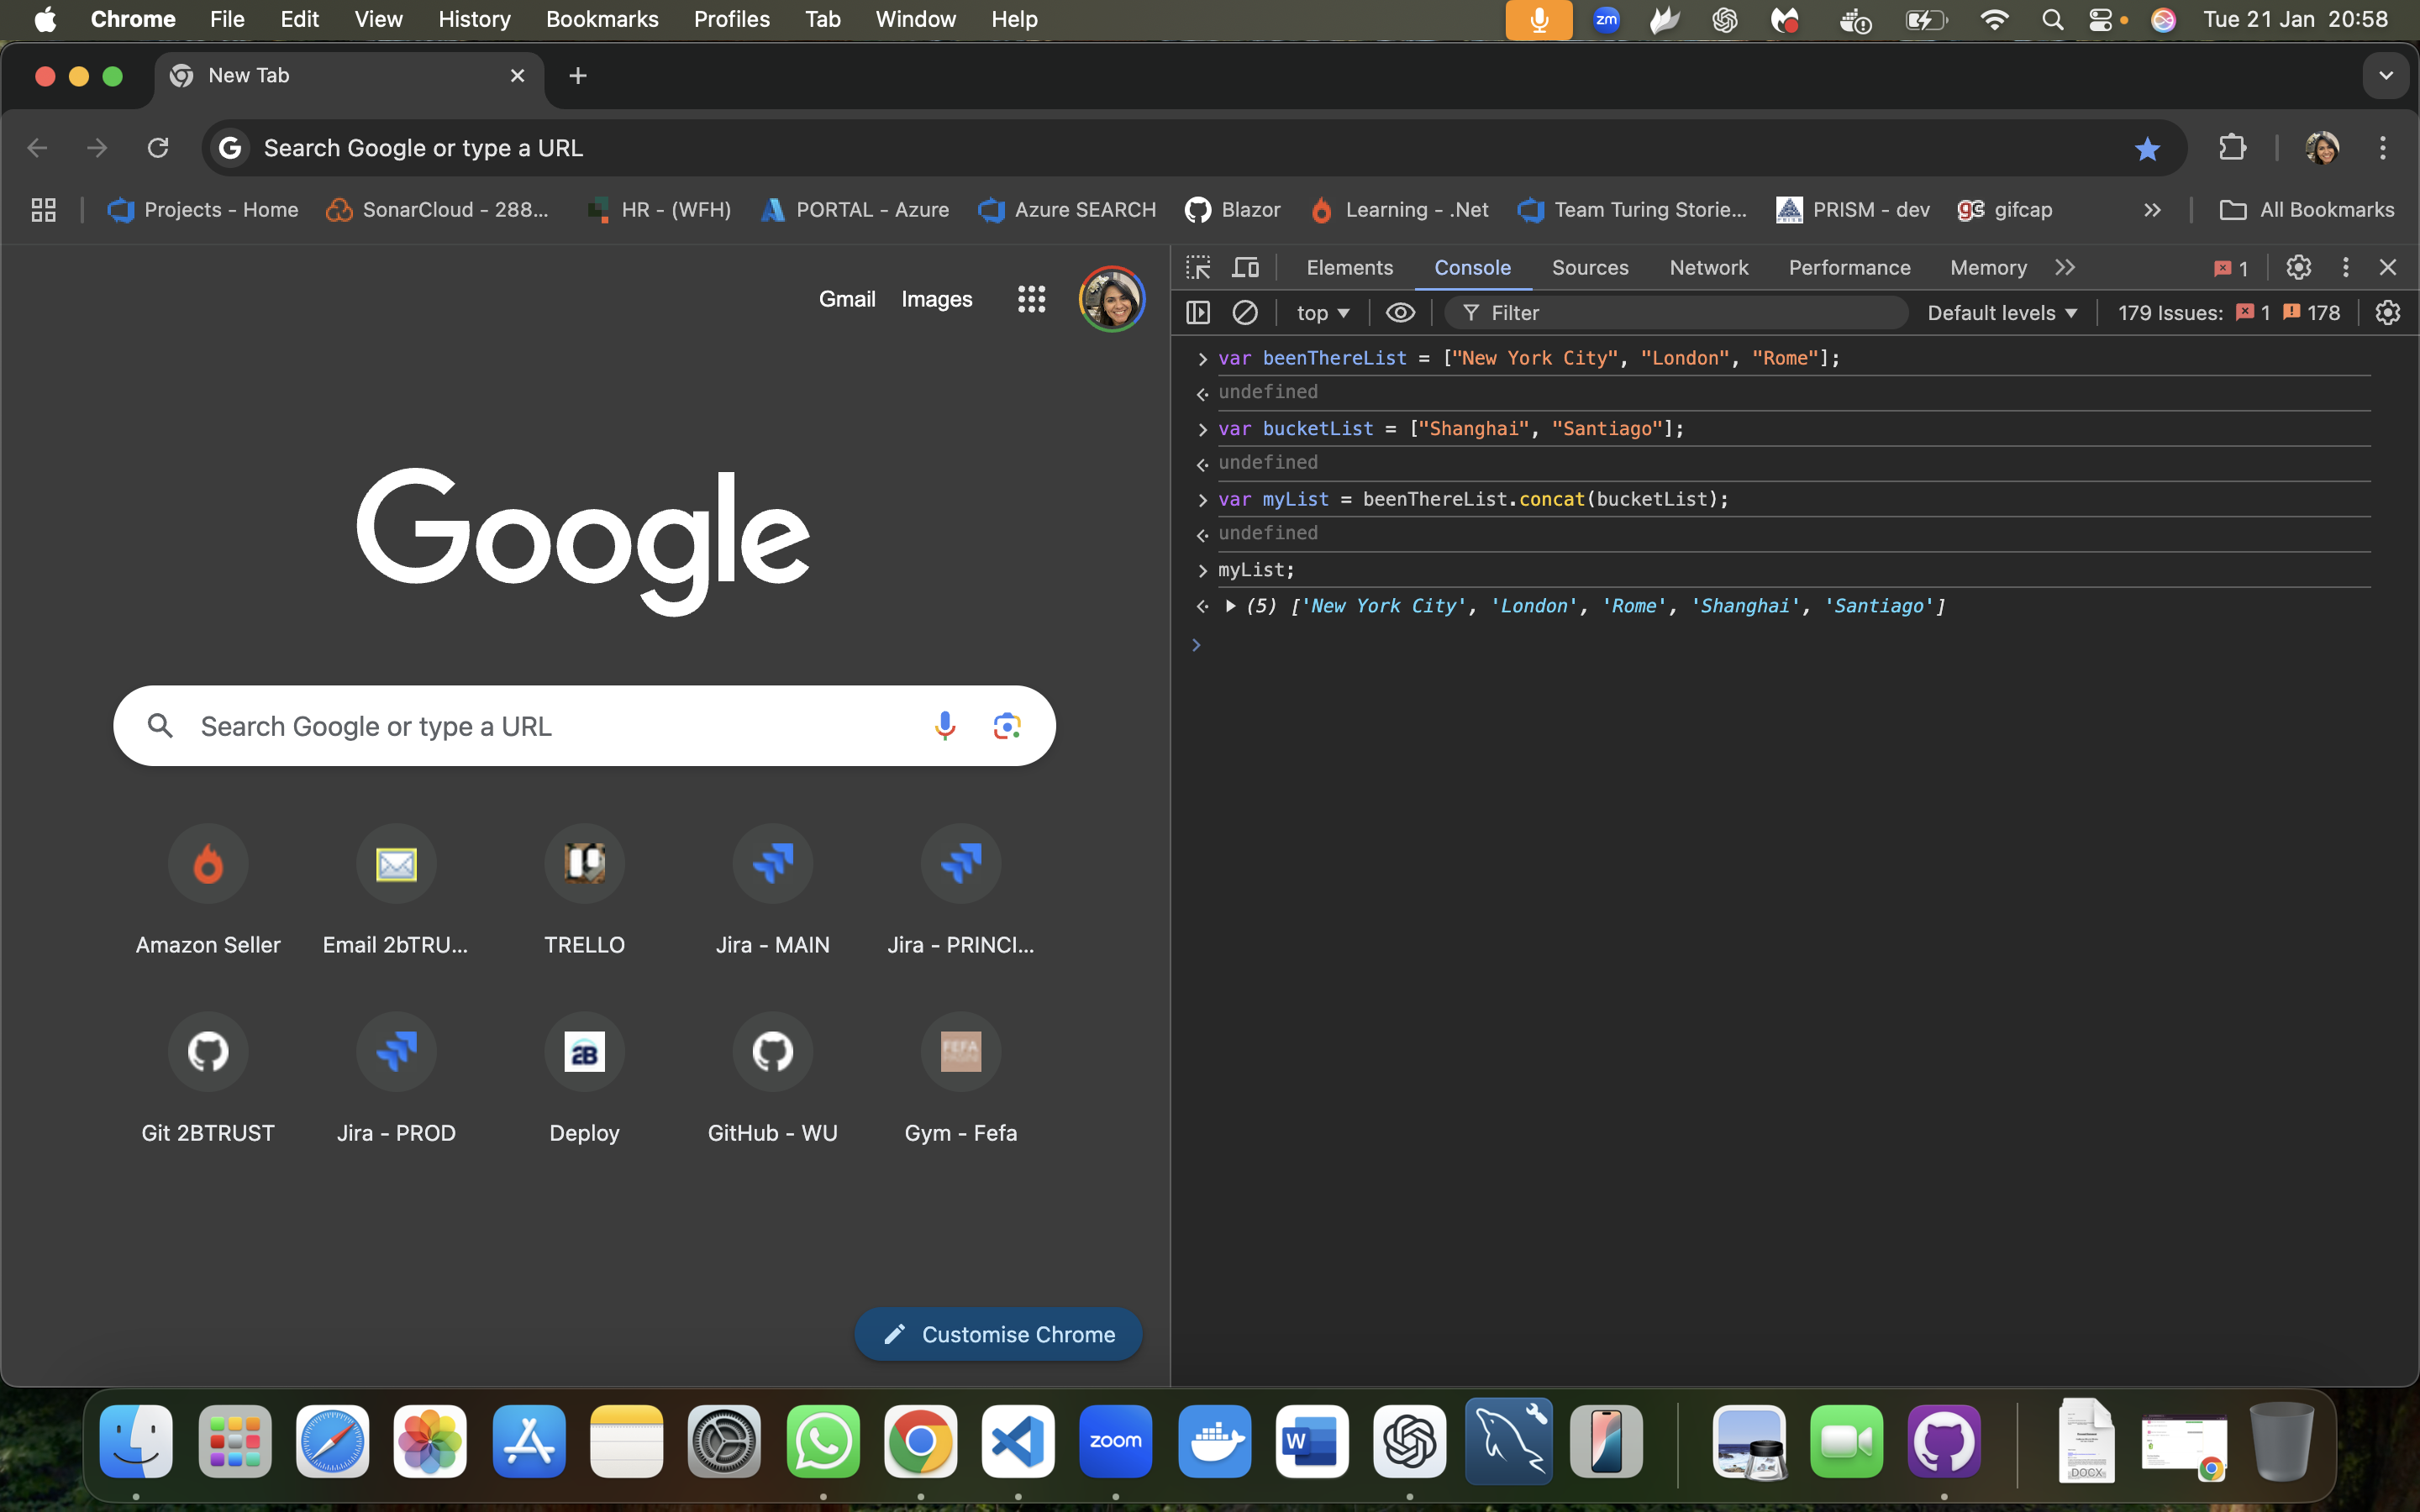 Chrome File Edit View History Bookmarks Profiles Tab Window Help zm Tue 21 Jan 20:58
New Tab
Search Google or type a URL
Projects - Home SonarCloud - 288... HR - (WFH) PORTAL - Azure Azure SEARCH Blazor Learning - .Net Team Turing Storie... PRISM - dev g3 gifcap All Bookmarks
Gmail Images
Elements Console Sources Network Performance Memory 1
top Filter Default levels 179 Issues: 1 178
var beenThereList = ["New York City", "London", "Rome"];
undefined
var bucketList = ["Shanghai", "Santiago"];
undefined
var myList = beenThereList.concat(bucketList);
undefined
myList;
(5) ['New York City', 'London', 'Rome', 'Shanghai', 'Santiago']
Google
Search Google or type a URL
Amazon Seller Email 2bTRU... TRELLO Jira - MAIN Jira - PRINCI...
2B FEFA
Git 2BTRUST Jira - PROD Deploy GitHub - WU Gym - Fefa
Customise Chrome
zoom W DOCX